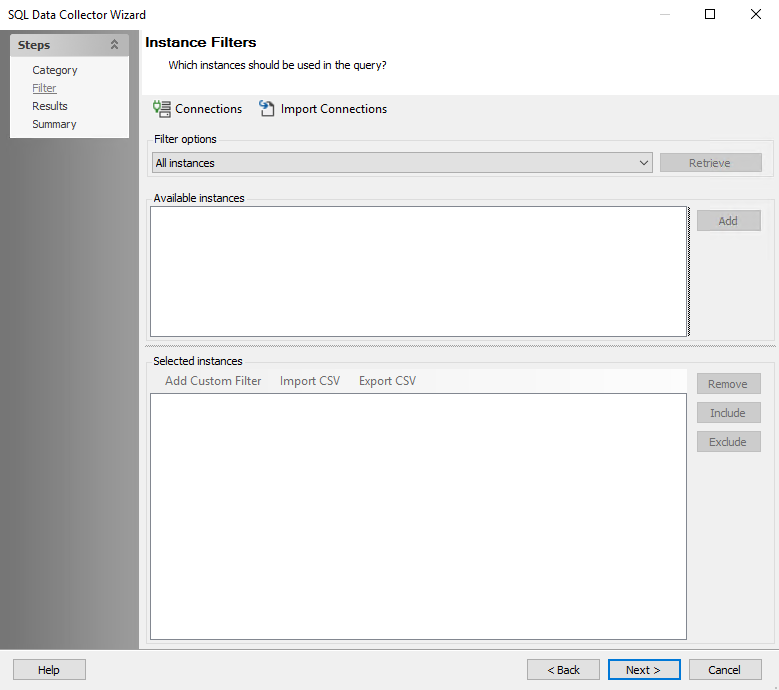 SQL Data Collector Wizard
Steps
Category
Filter
Results
Summary
Instance Filters
Which instances should be used in the query?
Connections
Import Connections
Filter options
All instances
Retrieve
Available instances
Add
Selected instances
Add Custom Filter
Import CSV
Export CSV
Remove
Include
Exclude
Help
< Back
Next >
Cancel